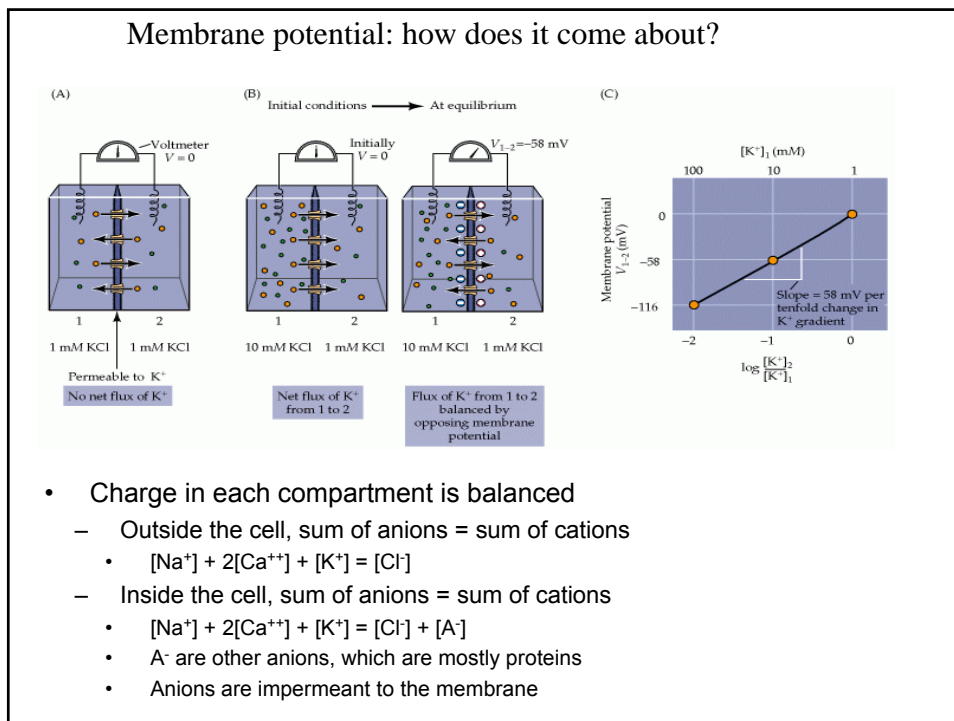 Membrane potential: how does it come about?
(A)
Voltmeter
V = 0
1 2
1 mM KCl 1 mM KCl
Permeable to K⁺
No net flux of K⁺
(B)
Initial conditions At equilibrium
Initially
V = 0
1 2
10 mM KCl 1 mM KCl
Net flux of K⁺
from 1 to 2
V₁₋₂=−58 mV
1 2
10 mM KCl 1 mM KCl
Flux of K⁺ from 1 to 2
balanced by
opposing membrane
potential
(C)
[K⁺]₁ (mM)
100 10 1
Membrane potential
V₁₋₂ (mV)
0
−58
−116
Slope = 58 mV per
tenfold change in
K⁺ gradient
−2 −1 0
log [K⁺]₂
[K⁺]₁
• Charge in each compartment is balanced
– Outside the cell, sum of anions = sum of cations
• [Na⁺] + 2[Ca⁺⁺] + [K⁺] = [Cl⁻]
– Inside the cell, sum of anions = sum of cations
• [Na⁺] + 2[Ca⁺⁺] + [K⁺] = [Cl⁻] + [A⁻]
• A⁻ are other anions, which are mostly proteins
• Anions are impermeant to the membrane